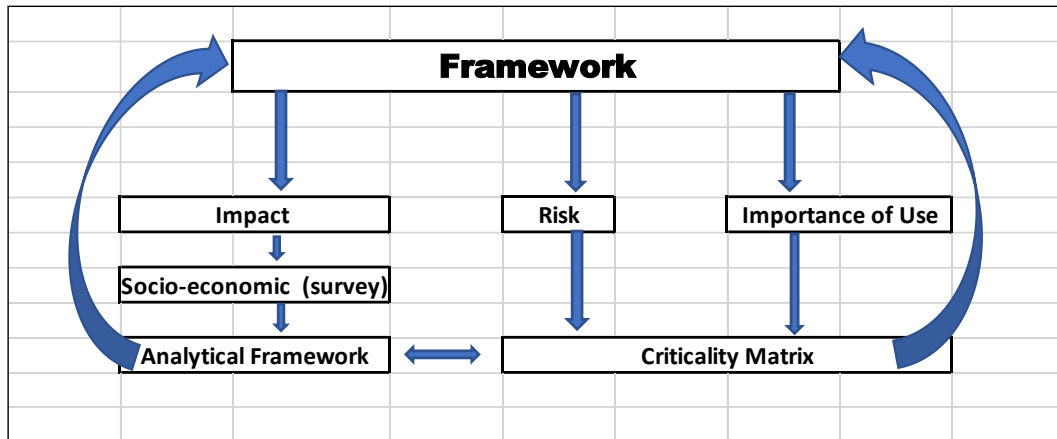 Framework
Impact
Risk
Importance of Use
Socio-economic (survey)
Analytical Framework
Criticality Matrix